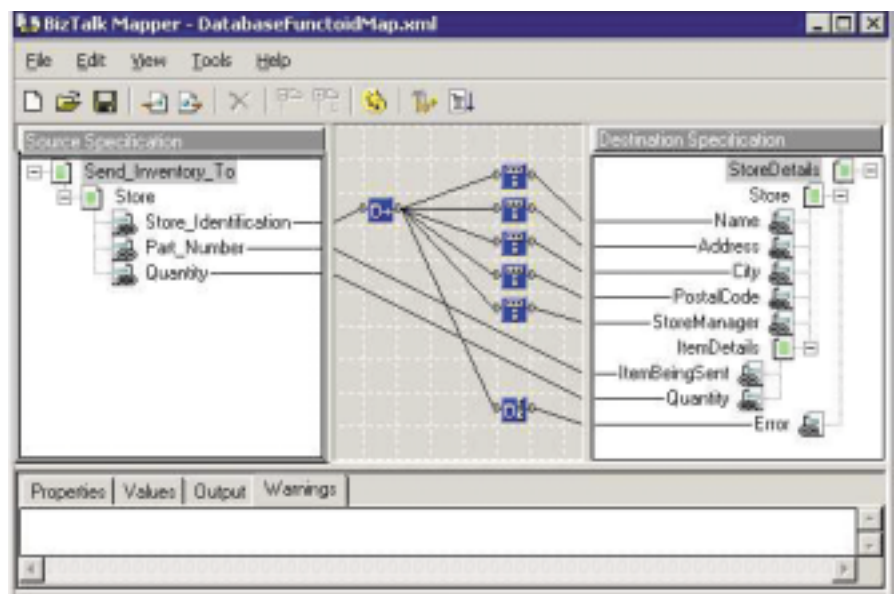 BizTalk Mapper - DatabaseFunctoidMap.xml
File Edit View Tools Help
Source Specification
Destination Specification
Send_Inventory_To
Store
Store_Identification
Part_Number
Quantity
D+
StoreDetails
Store
Name
Address
City
PostalCode
StoreManager
ItemDetails
ItemBeingSent
Quantity
Error
Properties Values Output Warnings